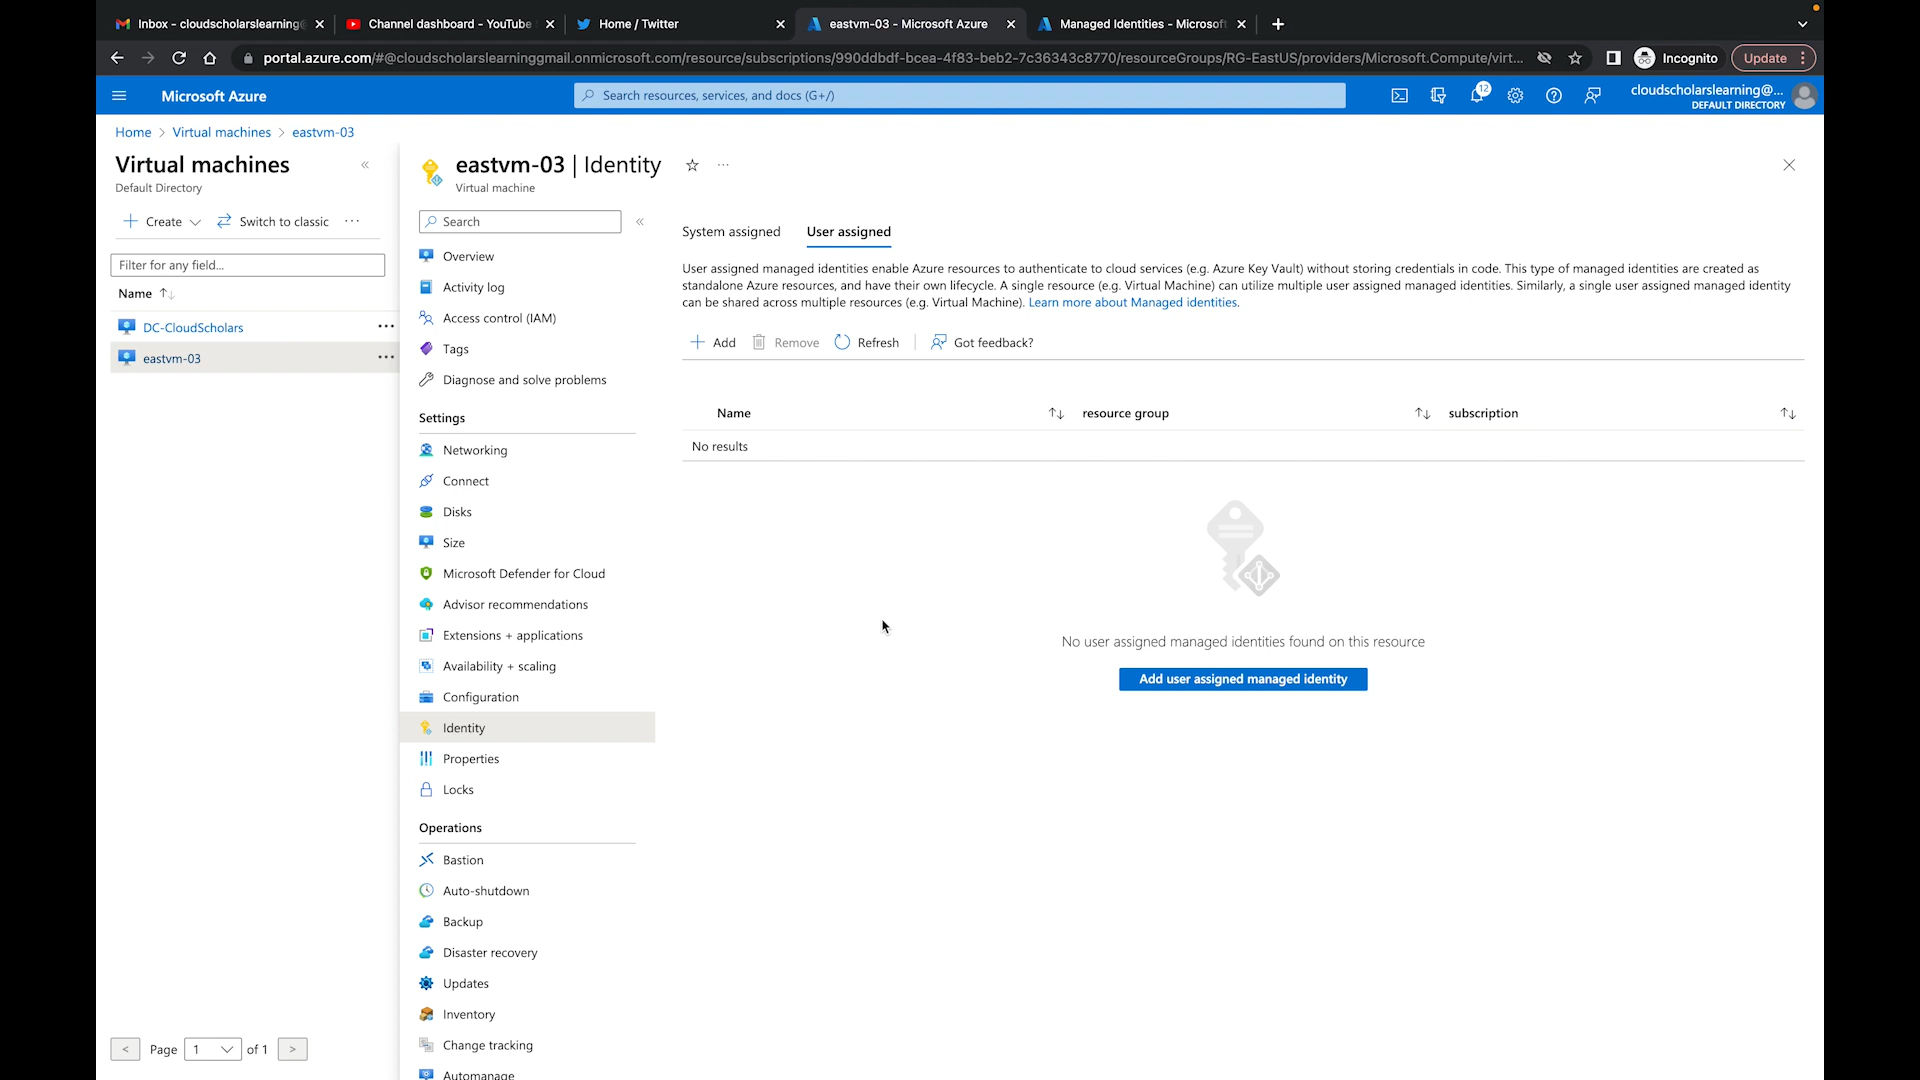 Inbox - cloudscholarslearning@
Channel dashboard - YouTube
Home / Twitter
eastvm-03 - Microsoft Azure
Managed Identities - Microsoft
portal.azure.com/#@cloudscholarslearninggmail.onmicrosoft.com/resource/subscriptions/990ddbdf-bcea-4f83-beb2-7c36343c8770/resourceGroups/RG-EastUS/providers/Microsoft.Compute/virt...
Incognito
Update
Microsoft Azure
Search resources, services, and docs (G+/)
12
cloudscholarslearning@...
DEFAULT DIRECTORY
Home > Virtual machines > eastvm-03
Virtual machines
Default Directory
Create
Switch to classic
Filter for any field...
Name
DC-CloudScholars
eastvm-03
< Page 1 of 1 >
eastvm-03 | Identity
Virtual machine
Search
Overview
Activity log
Access control (IAM)
Tags
Diagnose and solve problems
Settings
Networking
Connect
Disks
Size
Microsoft Defender for Cloud
Advisor recommendations
Extensions + applications
Availability + scaling
Configuration
Identity
Properties
Locks
Operations
Bastion
Auto-shutdown
Backup
Disaster recovery
Updates
Inventory
Change tracking
Automanage
System assigned
User assigned
User assigned managed identities enable Azure resources to authenticate to cloud services (e.g. Azure Key Vault) without storing credentials in code. This type of managed identities are created as
standalone Azure resources, and have their own lifecycle. A single resource (e.g. Virtual Machine) can utilize multiple user assigned managed identities. Similarly, a single user assigned managed identity
can be shared across multiple resources (e.g. Virtual Machine). Learn more about Managed identities.
Add
Remove
Refresh
Got feedback?
Name
resource group
subscription
No results
No user assigned managed identities found on this resource
Add user assigned managed identity